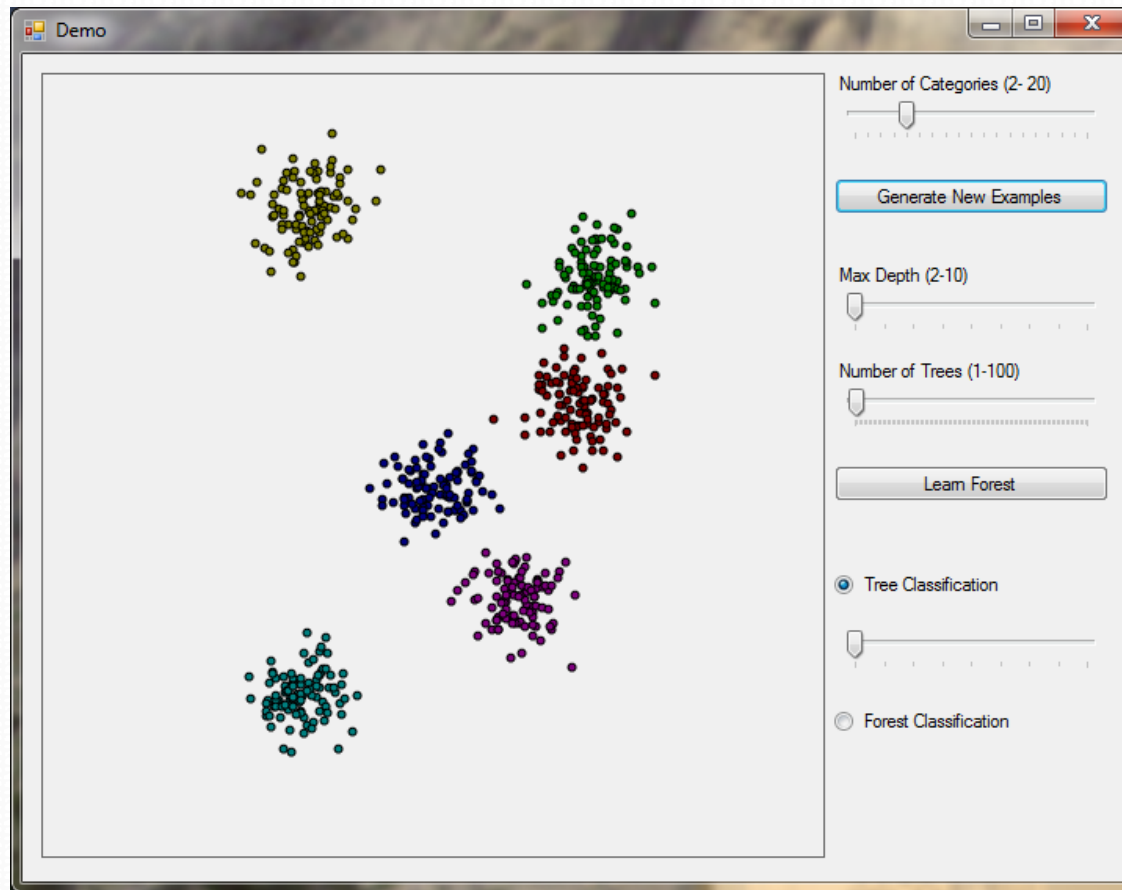 Demo
Number of Categories (2- 20)
Generate New Examples
Max Depth (2-10)
Number of Trees (1-100)
Learn Forest
Tree Classification
Forest Classification